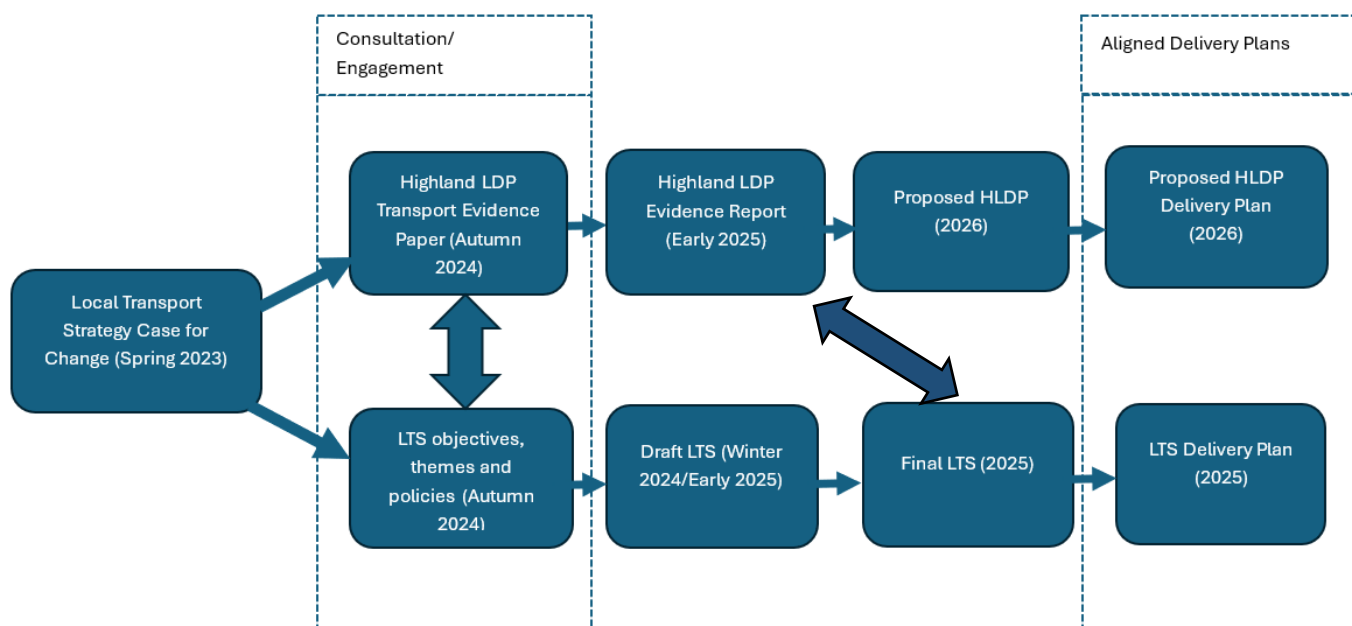 Consultation/
Engagement
Aligned Delivery Plans
Highland LDP
Transport Evidence
Paper (Autumn
2024)
Highland LDP
Evidence Report
(Early 2025)
Proposed HLDP
(2026)
Proposed HLDP
Delivery Plan
(2026)
Local Transport
Strategy Case for
Change (Spring 2023)
LTS objectives,
themes and
policies (Autumn
2024)
Draft LTS (Winter
2024/Early 2025)
Final LTS (2025)
LTS Delivery Plan
(2025)